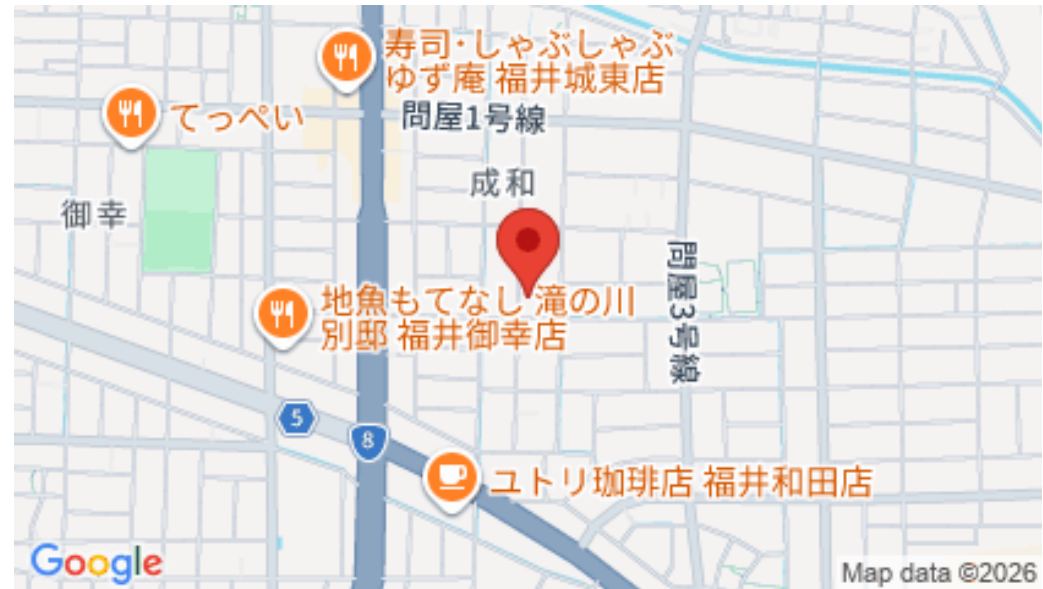 寿司・しゃぶしゃぶ
ゆず庵 福井城東店
てっぺい
問屋1号線
成和
御幸
問屋3号線
地魚もてなし 滝の川
別邸 福井御幸店
5
8
ユトリ珈琲店 福井和田店
Google
Map data ©2026